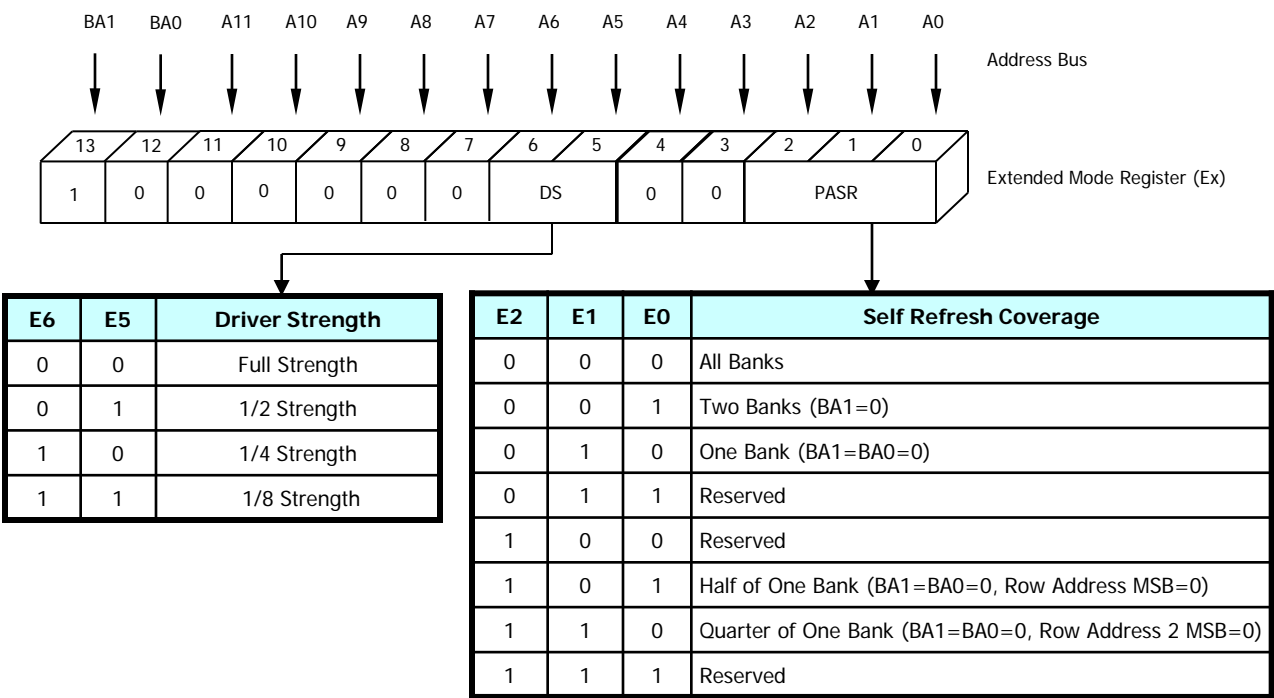 BA1 BA0 A11 A10 A9 A8 A7 A6 A5 A4 A3 A2 A1 A0
Address Bus
13 12 11 10 9 8 7 6 5 4 3 2 1 0
1 0 0 0 0 0 0 DS 0 0 PASR
Extended Mode Register (Ex)
E6 E5 Driver Strength
0 0 Full Strength
0 1 1/2 Strength
1 0 1/4 Strength
1 1 1/8 Strength
E2 E1 E0 Self Refresh Coverage
0 0 0 All Banks
0 0 1 Two Banks (BA1=0)
0 1 0 One Bank (BA1=BA0=0)
0 1 1 Reserved
1 0 0 Reserved
1 0 1 Half of One Bank (BA1=BA0=0, Row Address MSB=0)
1 1 0 Quarter of One Bank (BA1=BA0=0, Row Address 2 MSB=0)
1 1 1 Reserved